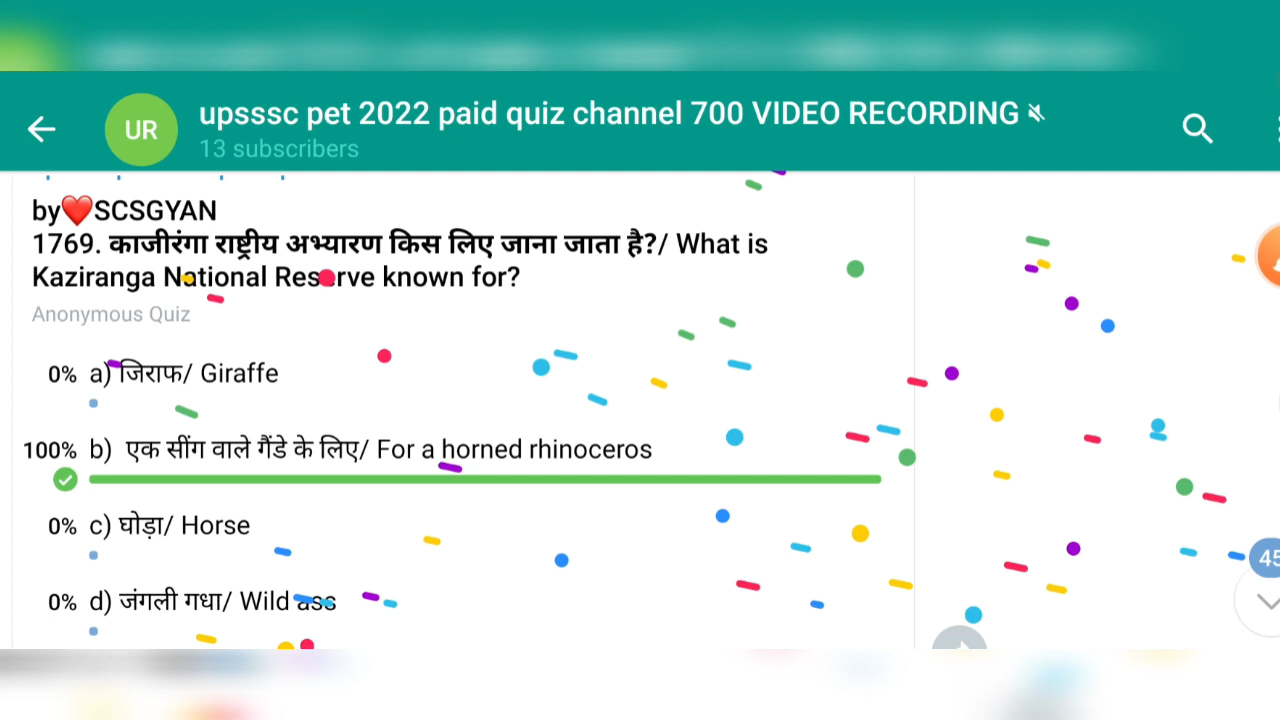 UR
upsssc pet 2022 paid quiz channel 700 VIDEO RECORDING
13 subscribers
by❤️SCSGYAN
1769. काजीरंगा राष्ट्रीय अभ्यारण किस लिए जाना जाता है?/ What is
Kaziranga National Reserve known for?
Anonymous Quiz
0% a) जिराफ/ Giraffe
100% b) एक सींग वाले गैंडे के लिए/ For a horned rhinoceros
0% c) घोड़ा/ Horse
45
0% d) जंगली गधा/ Wild ass